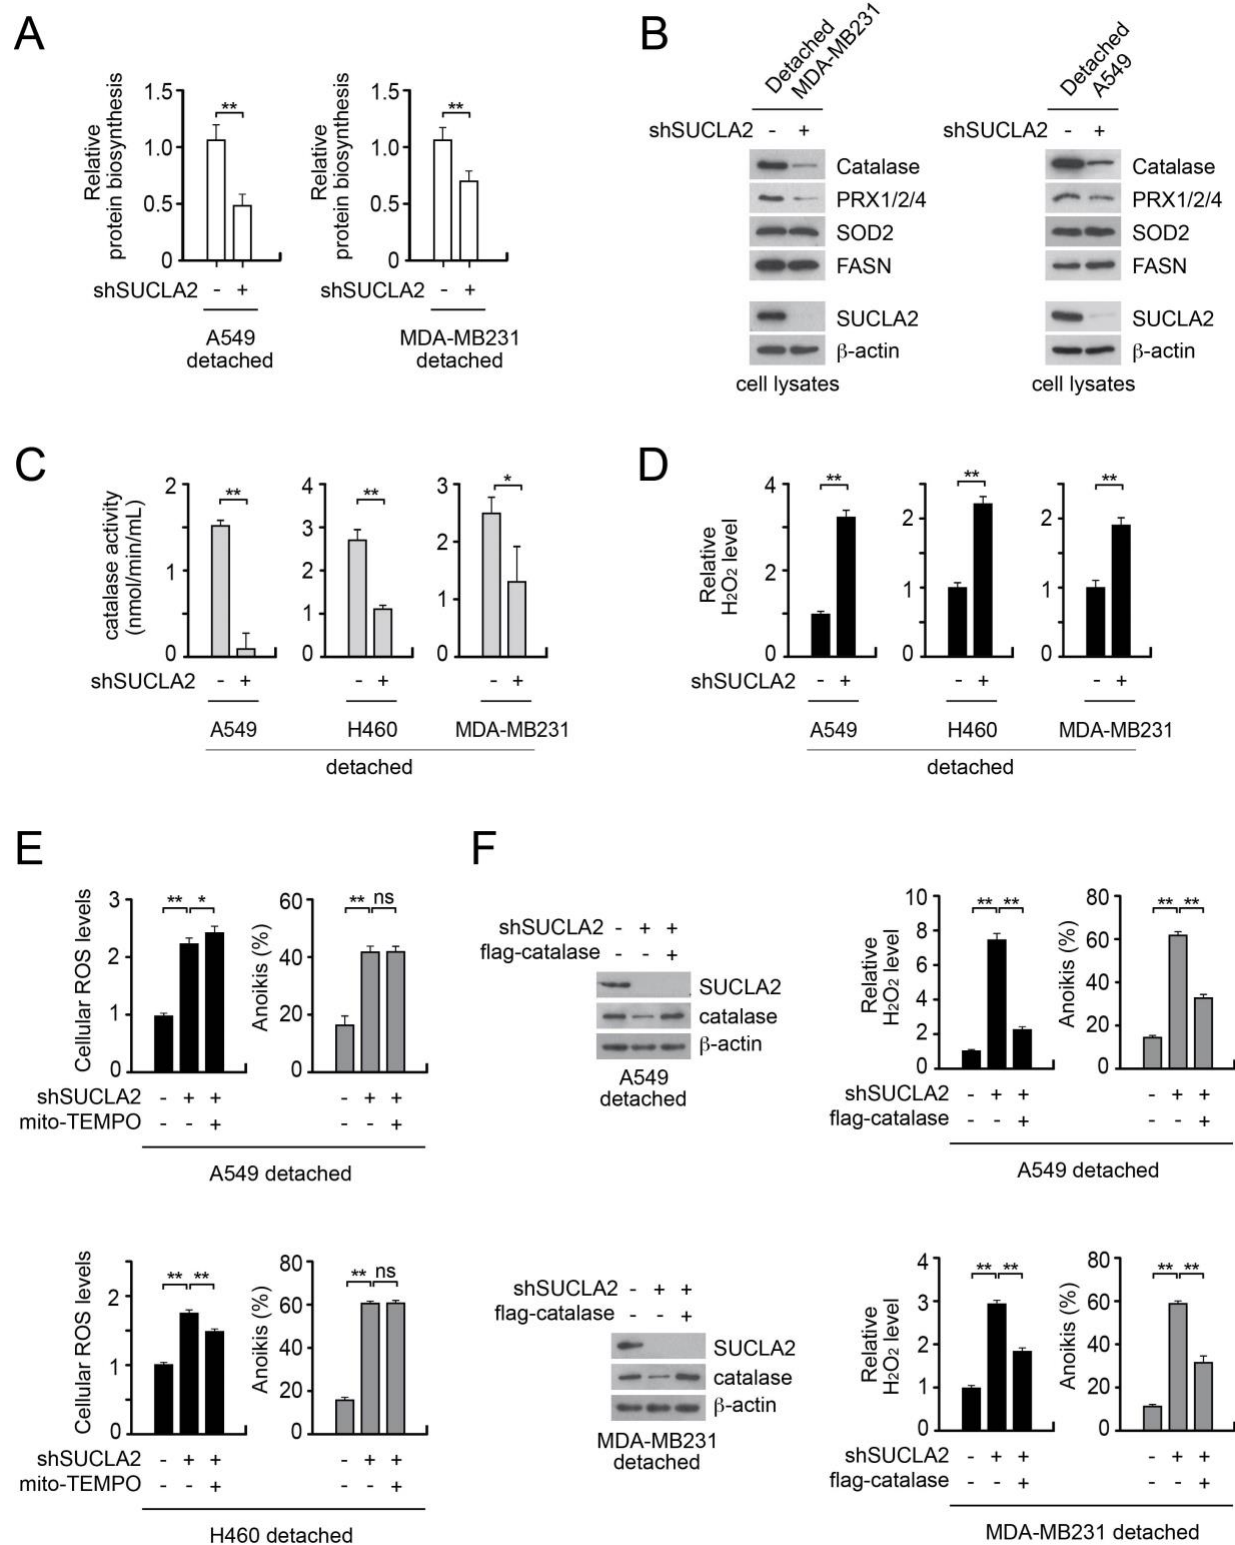 A
Relative
protein biosynthesis
1.5
1.0
0.5
0
**
shSUCLA2 - +
A549
detached
Relative
protein biosynthesis
1.5
1.0
0.5
0
**
shSUCLA2 - +
MDA-MB231
detached
B
Detached
MDA-MB231
shSUCLA2 - +
Catalase
PRX1/2/4
SOD2
FASN
SUCLA2
β-actin
cell lysates
Detached
A549
shSUCLA2 - +
Catalase
PRX1/2/4
SOD2
FASN
SUCLA2
β-actin
cell lysates
C
catalase activity
(nmol/min/mL)
2
1
0
**
4
3
2
1
0
**
3
2
1
0
*
shSUCLA2 - + - + - +
A549 H460 MDA-MB231
detached
D
Relative
H2O2 level
4
2
0
**
2
1
0
**
2
1
0
**
shSUCLA2 - + - + - +
A549 H460 MDA-MB231
detached
E
Cellular ROS levels
3
2
1
0
** *
Anoikis (%)
60
40
20
0
** ns
shSUCLA2 - + + - + +
mito-TEMPO - - + - - +
A549 detached
Cellular ROS levels
2
1
0
** **
Anoikis (%)
80
60
40
20
0
** ns
shSUCLA2 - + + - + +
mito-TEMPO - - + - - +
H460 detached
F
shSUCLA2 - + +
flag-catalase - - +
SUCLA2
catalase
β-actin
A549
detached
Relative
H2O2 level
10
8
6
4
2
0
** **
Anoikis (%)
80
60
40
20
0
** **
shSUCLA2 - + + - + +
flag-catalase - - + - - +
A549 detached
shSUCLA2 - + +
flag-catalase - - +
SUCLA2
catalase
β-actin
MDA-MB231
detached
Relative
H2O2 level
4
3
2
1
0
** **
Anoikis (%)
80
60
40
20
0
** **
shSUCLA2 - + + - + +
flag-catalase - - + - - +
MDA-MB231 detached